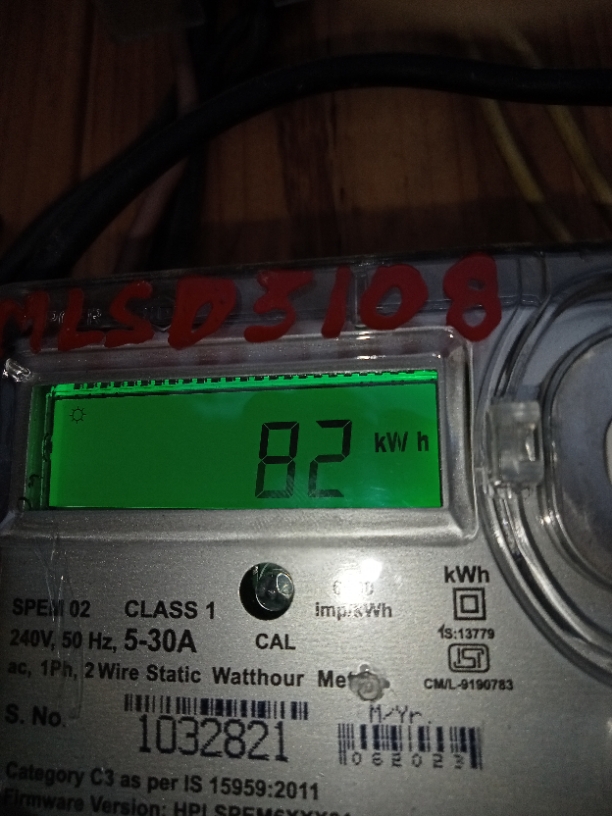 MLSD3108
82 kWh
SPEM 02 CLASS 1
imp/kWh
kWh
240V, 50 Hz, 5-30A
CAL
IS:13779
ac, 1Ph, 2 Wire Static Watthour
CM/L-9190783
S. No.
1032821
M/Yr.
062023
Category C3 as per IS 15959:2011
Firmware Version: